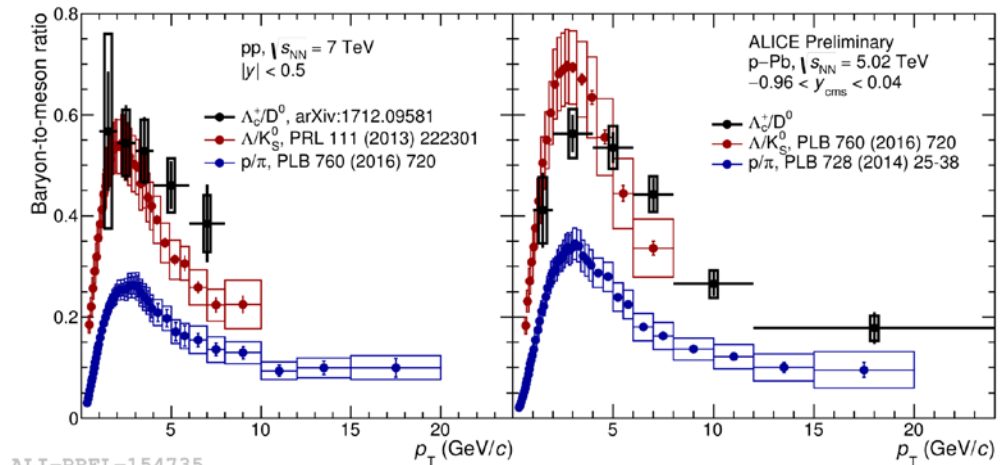 Baryon-to-meson ratio
0.8
0.6
0.4
0.2
0
pp, √sNN = 7 TeV
|y| < 0.5
Λc+/D0, arXiv:1712.09581
Λ/K0S, PRL 111 (2013) 222301
p/π, PLB 760 (2016) 720
5 10 15 20
pT (GeV/c)
ALICE Preliminary
p−Pb, √sNN = 5.02 TeV
−0.96 < ycms < 0.04
Λc+/D0
Λ/K0S, PLB 760 (2016) 720
p/π, PLB 728 (2014) 25-38
5 10 15 20
pT (GeV/c)
ALI-PREL-154735